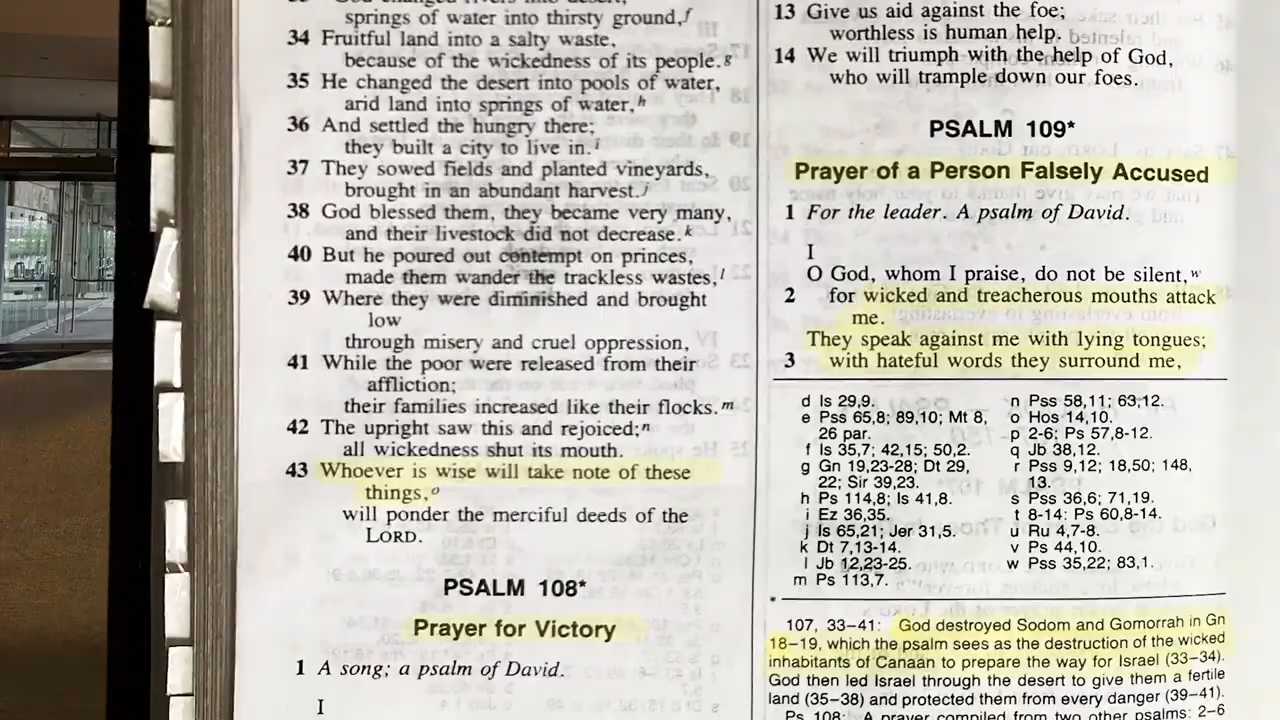 springs of water into thirsty ground,f
34 Fruitful land into a salty waste,
because of the wickedness of its people.g
35 He changed the desert into pools of water,
arid land into springs of water,h
36 And settled the hungry there;
they built a city to live in.i
37 They sowed fields and planted vineyards,
brought in an abundant harvest.j
38 God blessed them, they became very many,
and their livestock did not decrease.k
40 But he poured out contempt on princes,
made them wander the trackless wastes,l
39 Where they were diminished and brought
low
through misery and cruel oppression,
41 While the poor were released from their
affliction;
their families increased like their flocks.m
42 The upright saw this and rejoiced;n
all wickedness shut its mouth.
43 Whoever is wise will take note of these
things,o
will ponder the merciful deeds of the
LORD.
PSALM 108*
Prayer for Victory
1 A song; a psalm of David.
I
13 Give us aid against the foe;
worthless is human help.
14 We will triumph with the help of God,
who will trample down our foes.
PSALM 109*
Prayer of a Person Falsely Accused
1 For the leader. A psalm of David.
I
O God, whom I praise, do not be silent,w
2 for wicked and treacherous mouths attack
me.
They speak against me with lying tongues;
3 with hateful words they surround me,
d Is 29,9.
e Pss 65,8; 89,10; Mt 8,
26 par.
f Is 35,7; 42,15; 50,2.
g Gn 19,23-28; Dt 29,
22; Sir 39,23.
h Ps 114,8; Is 41,8.
i Ez 36,35.
j Is 65,21; Jer 31,5.
k Dt 7,13-14.
l Jb 12,23-25.
m Ps 113,7.
n Pss 58,11; 63,12.
o Hos 14,10.
p 2-6; Ps 57,8-12.
q Jb 38,12.
r Pss 9,12; 18,50; 148,
13.
s Pss 36,6; 71,19.
t 8-14: Ps 60,8-14.
u Ru 4,7-8.
v Ps 44,10.
w Pss 35,22; 83,1.
*
107, 33-41: God destroyed Sodom and Gomorrah in Gn
18-19, which the psalm sees as the destruction of the wicked
inhabitants of Canaan to prepare the way for Israel (33-34).
God then led Israel through the desert to give them a fertile
land (35-38) and protected them from every danger (39-41).
Ps 108: A prayer compiled from two other psalms: 2-6